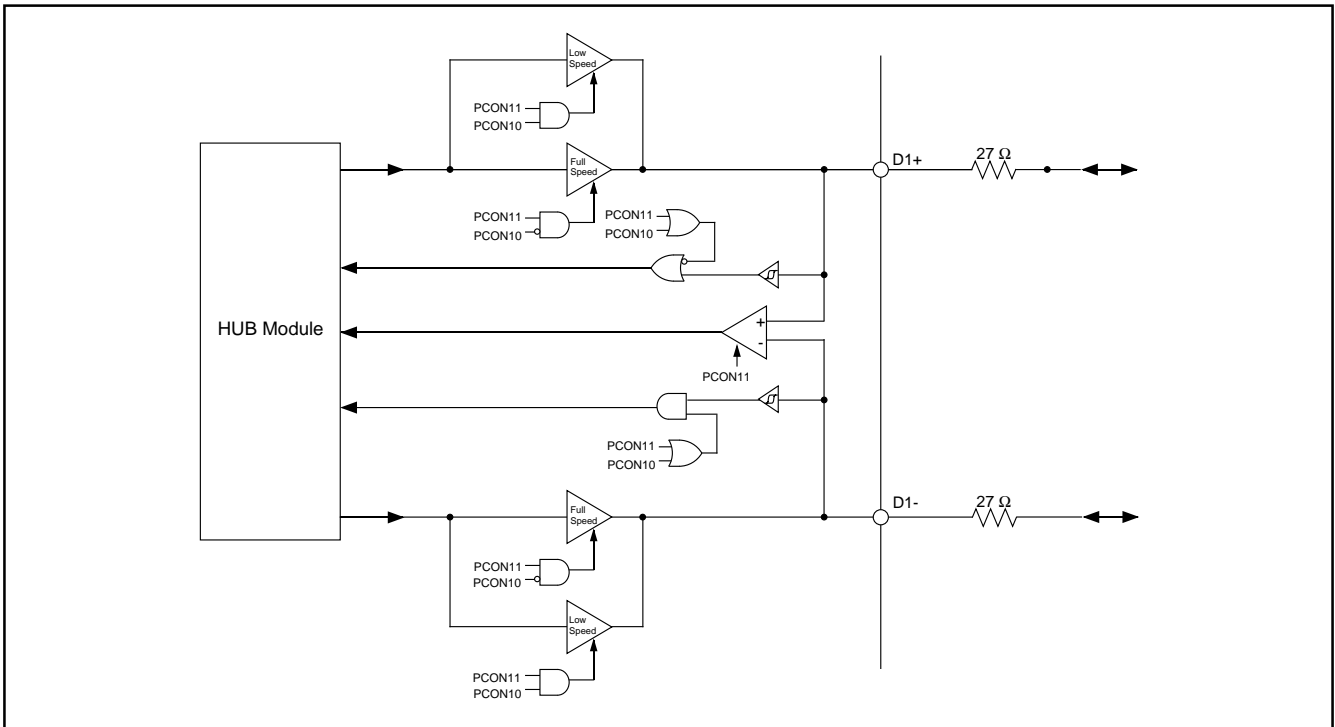 Low
Speed
PCON11
PCON10
Full
Speed
D1+
27 Ω
PCON11
PCON10
PCON11
PCON10
HUB Module
+
-
PCON11
PCON11
PCON10
Full
Speed
D1-
27 Ω
PCON11
PCON10
Low
Speed
PCON11
PCON10